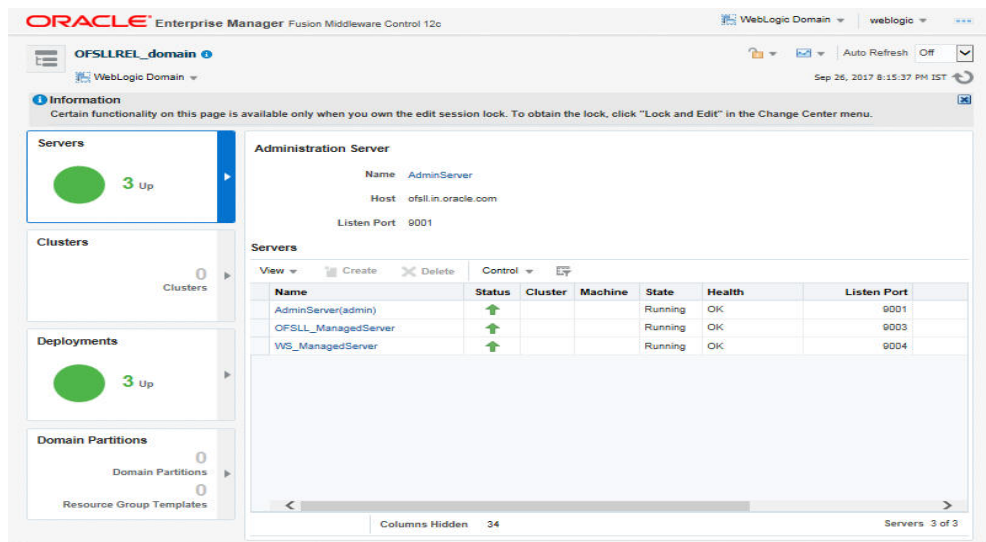 ORACLE® Enterprise Manager Fusion Middleware Control 12c
WebLogic Domain
weblogic
OFSLLREL_domain
WebLogic Domain
Auto Refresh Off
Sep 26, 2017 8:15:37 PM IST
Information
Certain functionality on this page is available only when you own the edit session lock. To obtain the lock, click "Lock and Edit" in the Change Center menu.
Servers
3 Up
Clusters
0
Clusters
Deployments
3 Up
Domain Partitions
0
Domain Partitions
0
Resource Group Templates
Administration Server
Name AdminServer
Host ofsll.in.oracle.com
Listen Port 9001
Servers
View Create Delete Control
Name Status Cluster Machine State Health Listen Port
AdminServer(admin) Running OK 9001
OFSLL_ManagedServer Running OK 9003
WS_ManagedServer Running OK 9004
Columns Hidden 34
Servers 3 of 3